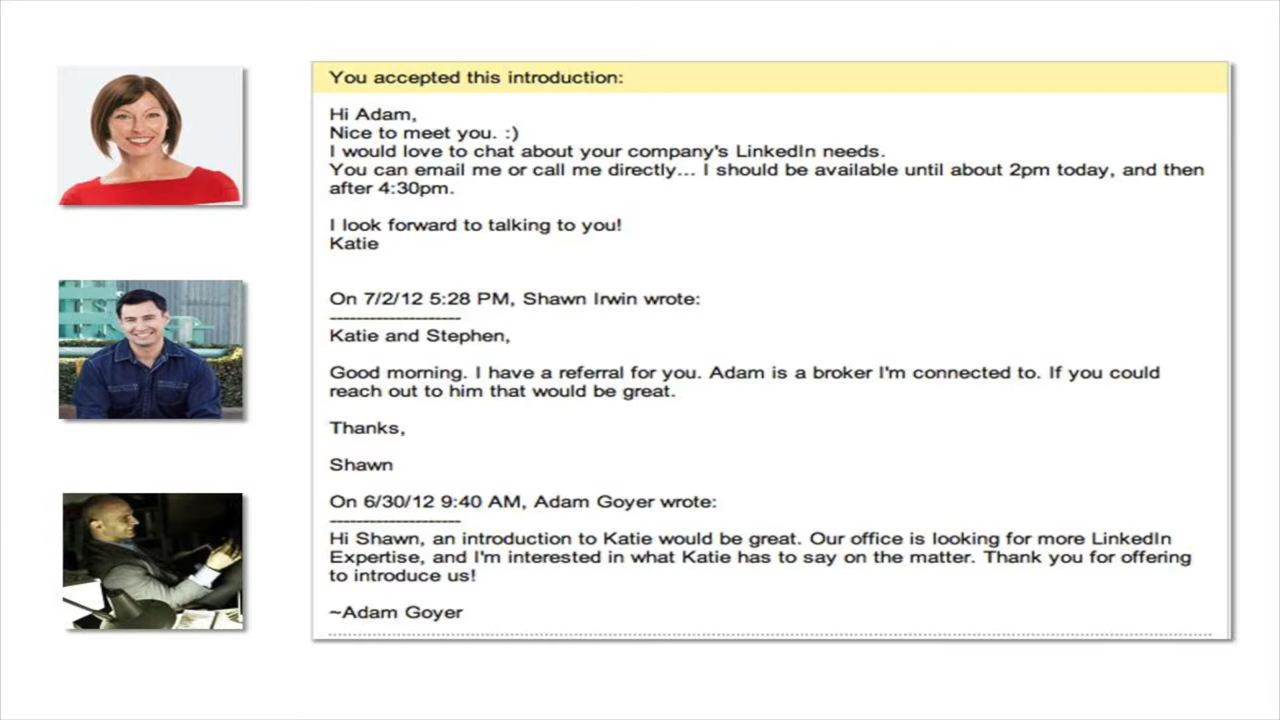 You accepted this introduction:
Hi Adam,
Nice to meet you. :)
I would love to chat about your company's LinkedIn needs.
You can email me or call me directly... I should be available until about 2pm today, and then
after 4:30pm.
I look forward to talking to you!
Katie
On 7/2/12 5:28 PM, Shawn Irwin wrote:
--------------------
Katie and Stephen,
Good morning. I have a referral for you. Adam is a broker I'm connected to. If you could
reach out to him that would be great.
Thanks,
Shawn
On 6/30/12 9:40 AM, Adam Goyer wrote:
--------------------
Hi Shawn, an introduction to Katie would be great. Our office is looking for more LinkedIn
Expertise, and I'm interested in what Katie has to say on the matter. Thank you for offering
to introduce us!
~Adam Goyer